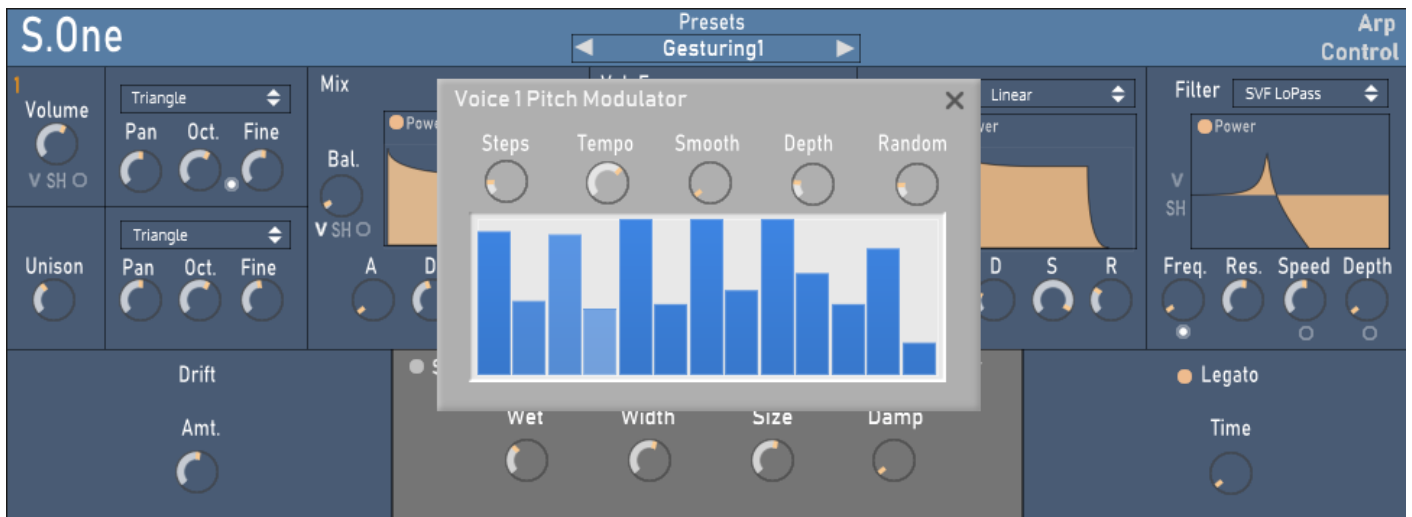 S.One
Presets
Gesturing1
Arp
Control
1
Volume
V SH
Triangle
Pan Oct. Fine
Unison
Triangle
Pan Oct. Fine
Mix
Bal.
V SH
A D
Voice 1 Pitch Modulator
Steps Tempo Smooth Depth Random
Linear
D S R
Filter SVF LoPass
Power
V
SH
Freq. Res. Speed Depth
Drift
Amt.
Wet Width Size Damp
Legato
Time